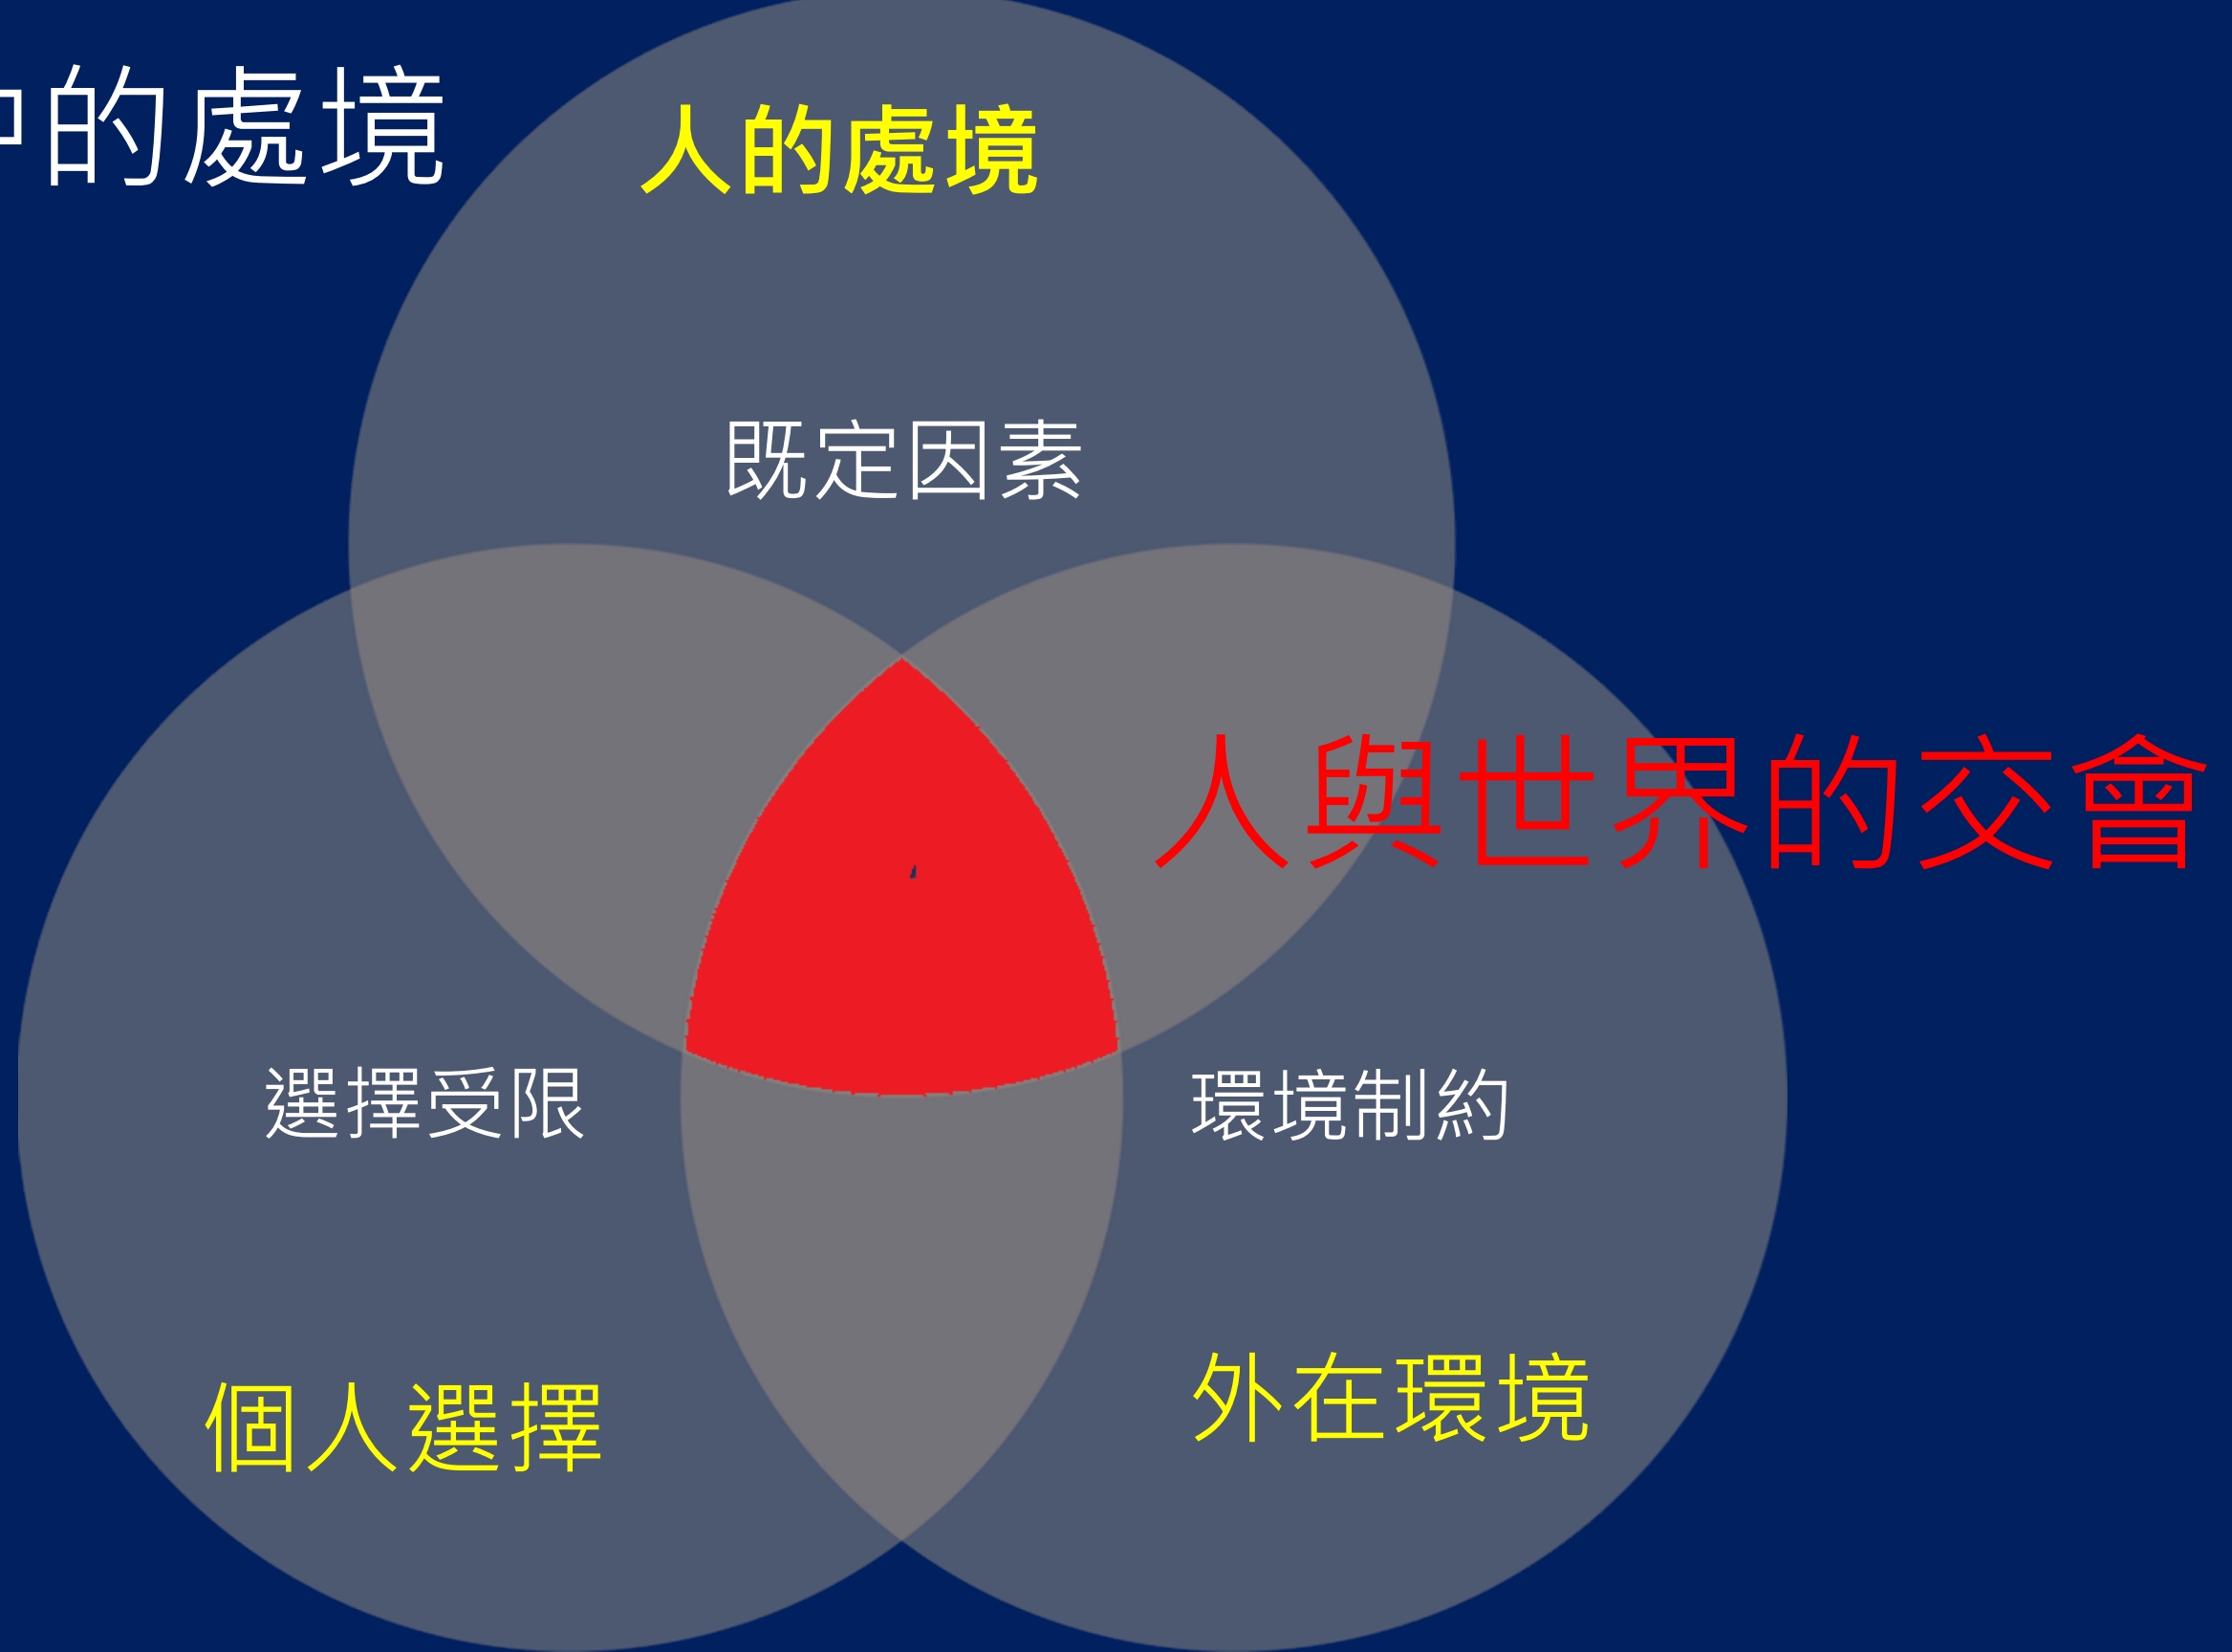 的處境
人的處境
既定因素
人與世界的交會
選擇受限
環境制約
個人選擇
外在環境